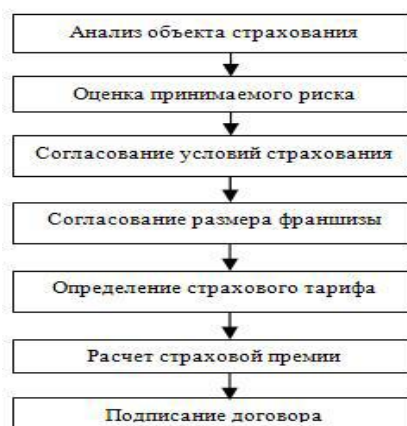 Анализ объекта страхования
Оценка принимаемого риска
Согласование условий страхования
Согласование размера франшизы
Определение страхового тарифа
Расчет страховой премии
Подписание договора